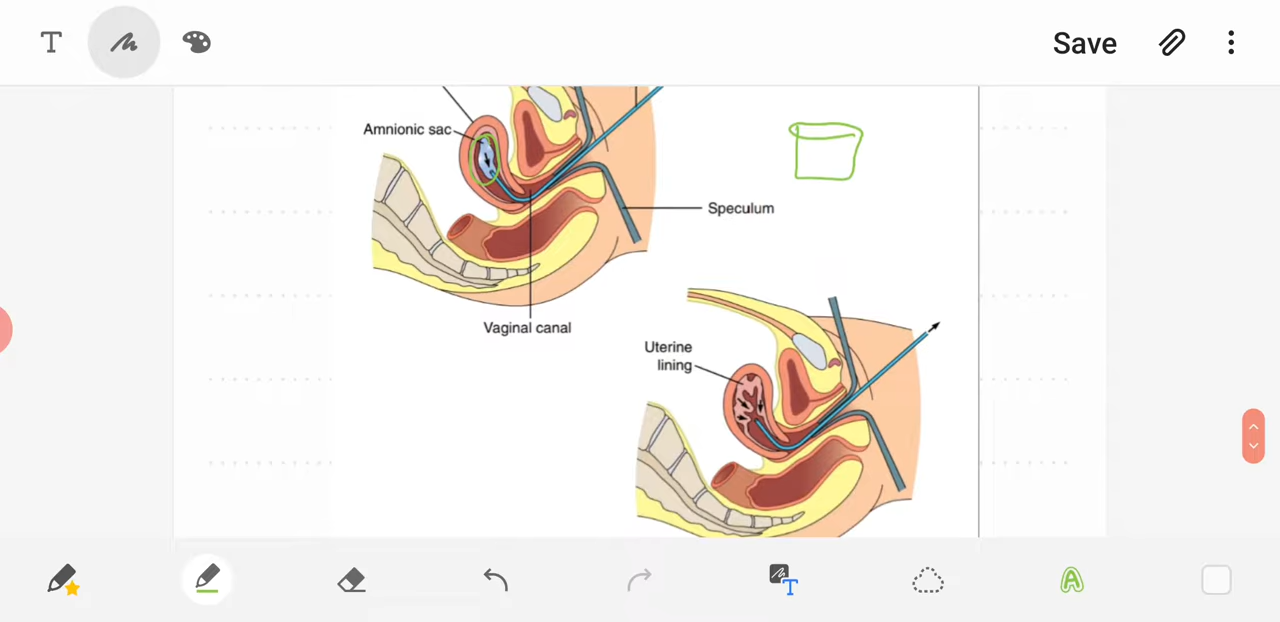 T
Save
Amnionic sac
Speculum
Vaginal canal
Uterine
lining
T
A